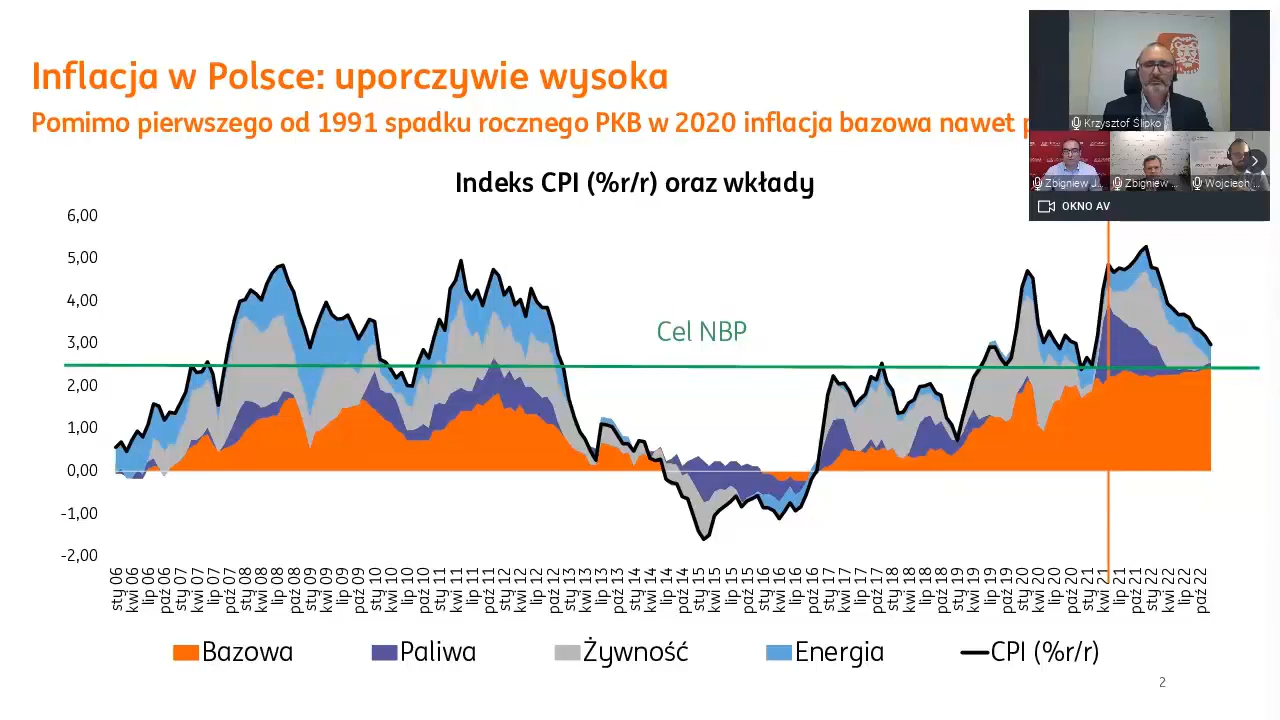 Inflacja w Polsce: uporczywie wysoka
Pomimo pierwszego od 1991 spadku rocznego PKB w 2020 inflacja bazowa nawet
Krzysztof Ślipko
Zbigniew J...
Zbigniew ...
Wojciech ...
OKNO AV
Indeks CPI (%r/r) oraz wkłady
6,00
5,00
4,00
3,00
2,00
1,00
0,00
-1,00
-2,00
Cel NBP
sty 06
kwi 06
lip 06
paź 06
sty 07
kwi 07
lip 07
paź 07
sty 08
kwi 08
lip 08
paź 08
sty 09
kwi 09
lip 09
paź 09
sty 10
kwi 10
lip 10
paź 10
sty 11
kwi 11
lip 11
paź 11
sty 12
kwi 12
lip 12
paź 12
sty 13
kwi 13
lip 13
paź 13
sty 14
kwi 14
lip 14
paź 14
sty 15
kwi 15
lip 15
paź 15
sty 16
kwi 16
lip 16
paź 16
sty 17
kwi 17
lip 17
paź 17
sty 18
kwi 18
lip 18
paź 18
sty 19
kwi 19
lip 19
paź 19
sty 20
kwi 20
lip 20
paź 20
sty 21
kwi 21
lip 21
paź 21
sty 22
kwi 22
lip 22
paź 22
Bazowa
Paliwa
Żywność
Energia
CPI (%r/r)
2